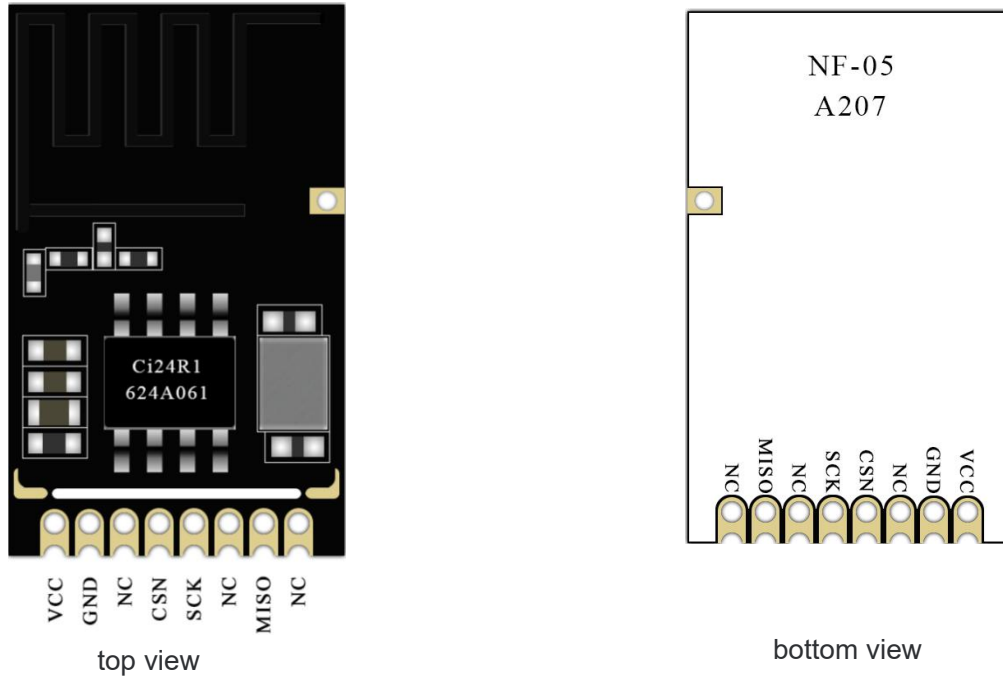 Ci24R1
624A061
VCC
GND
NC
CSN
SCK
NC
MISO
NC
top view
NF-05
A207
NC
MISO
NC
SCK
CSN
NC
GND
VCC
bottom view